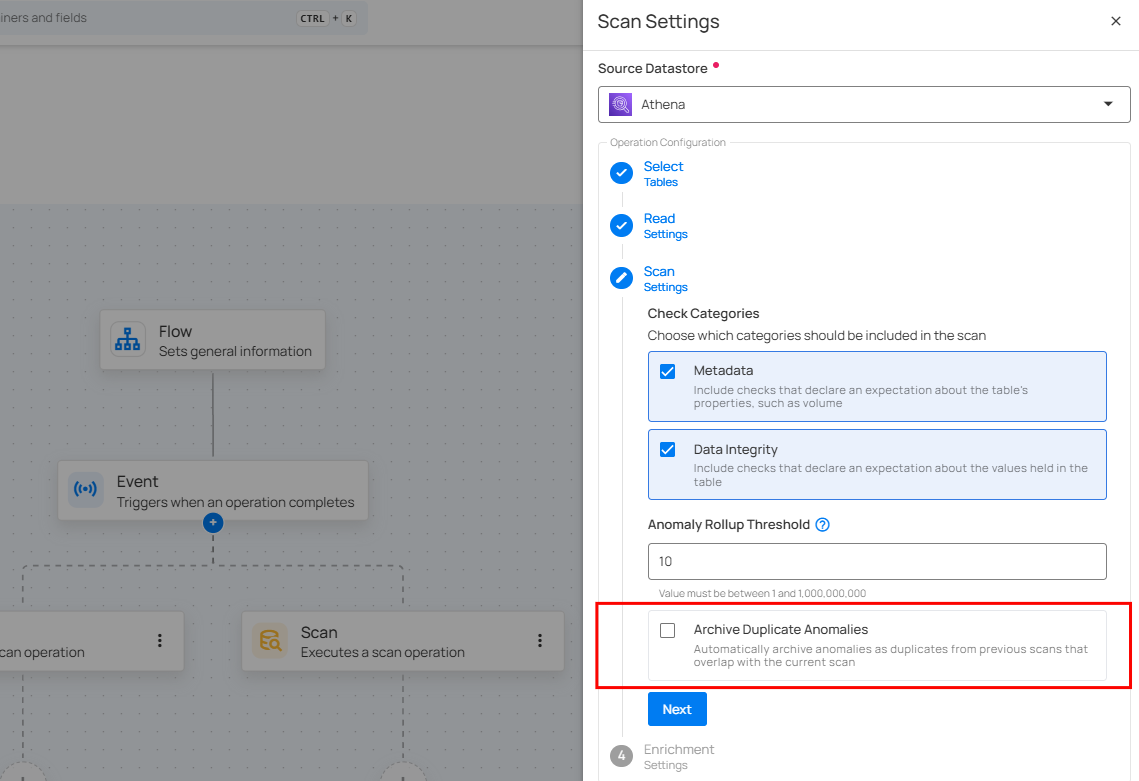 iners and fields
CTRL + K
Flow
Sets general information
Event
Triggers when an operation completes
can operation
Scan
Executes a scan operation
Scan Settings
Source Datastore
Athena
Operation Configuration
Select
Tables
Read
Settings
Scan
Settings
Check Categories
Choose which categories should be included in the scan
Metadata
Include checks that declare an expectation about the table's
properties, such as volume
Data Integrity
Include checks that declare an expectation about the values held in the
table
Anomaly Rollup Threshold
10
Value must be between 1 and 1,000,000,000
Archive Duplicate Anomalies
Automatically archive anomalies as duplicates from previous scans that
overlap with the current scan
Next
4
Enrichment
Settings